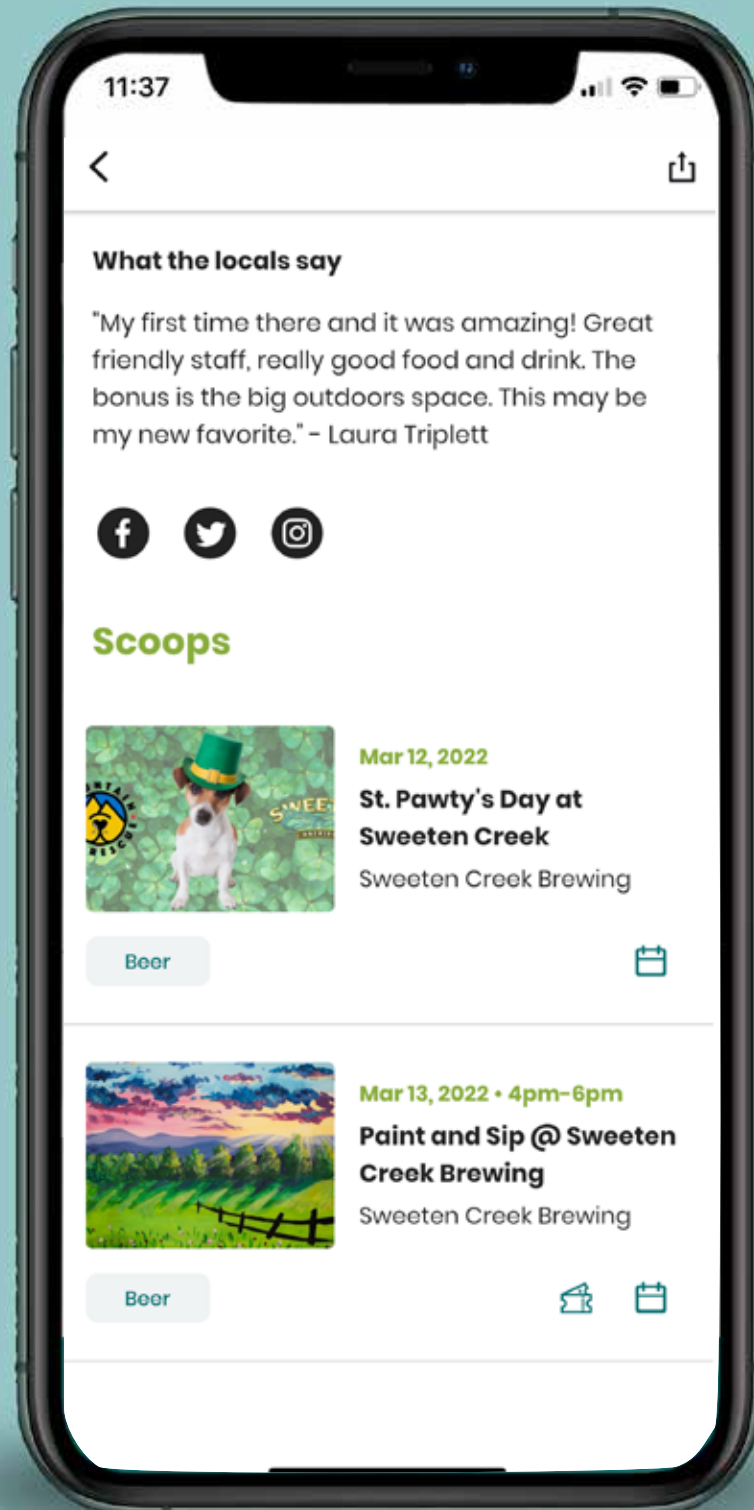 11:37
What the locals say
"My first time there and it was amazing! Great
friendly staff, really good food and drink. The
bonus is the big outdoors space. This may be
my new favorite." - Laura Triplett
Scoops
Mar 12, 2022
St. Pawty's Day at
Sweeten Creek
Sweeten Creek Brewing
Beer
Mar 13, 2022 • 4pm-6pm
Paint and Sip @ Sweeten
Creek Brewing
Sweeten Creek Brewing
Beer